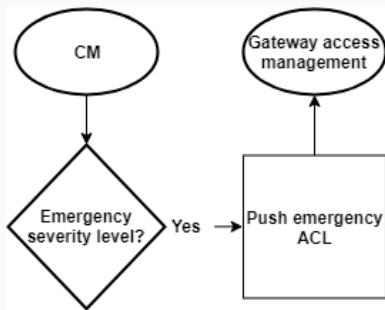 CM
Gateway access
management
Emergency
severity level?
Yes
Push emergency
ACL